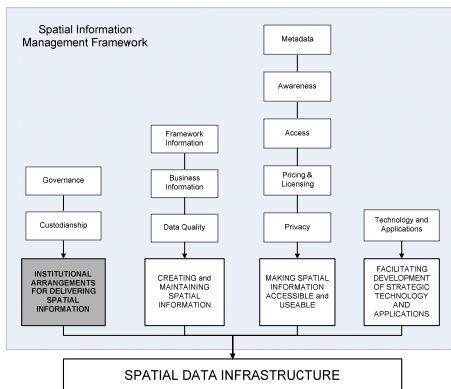 Spatial Information
Management Framework
Metadata
Awareness
Access
Pricing &
Licensing
Privacy
Framework
Information
Business
Information
Data Quality
Governance
Custodianship
Technology and
Applications
INSTITUTIONAL
ARRANGEMENTS
FOR DELIVERING
SPATIAL
INFORMATION
CREATING and
MAINTAINING
SPATIAL
INFORMATION
MAKING SPATIAL
INFORMATION
ACCESSIBLE and
USEABLE
FACILITATING
DEVELOPMENT
OF STRATEGIC
TECHNOLOGY
AND
APPLICATIONS
SPATIAL DATA INFRASTRUCTURE